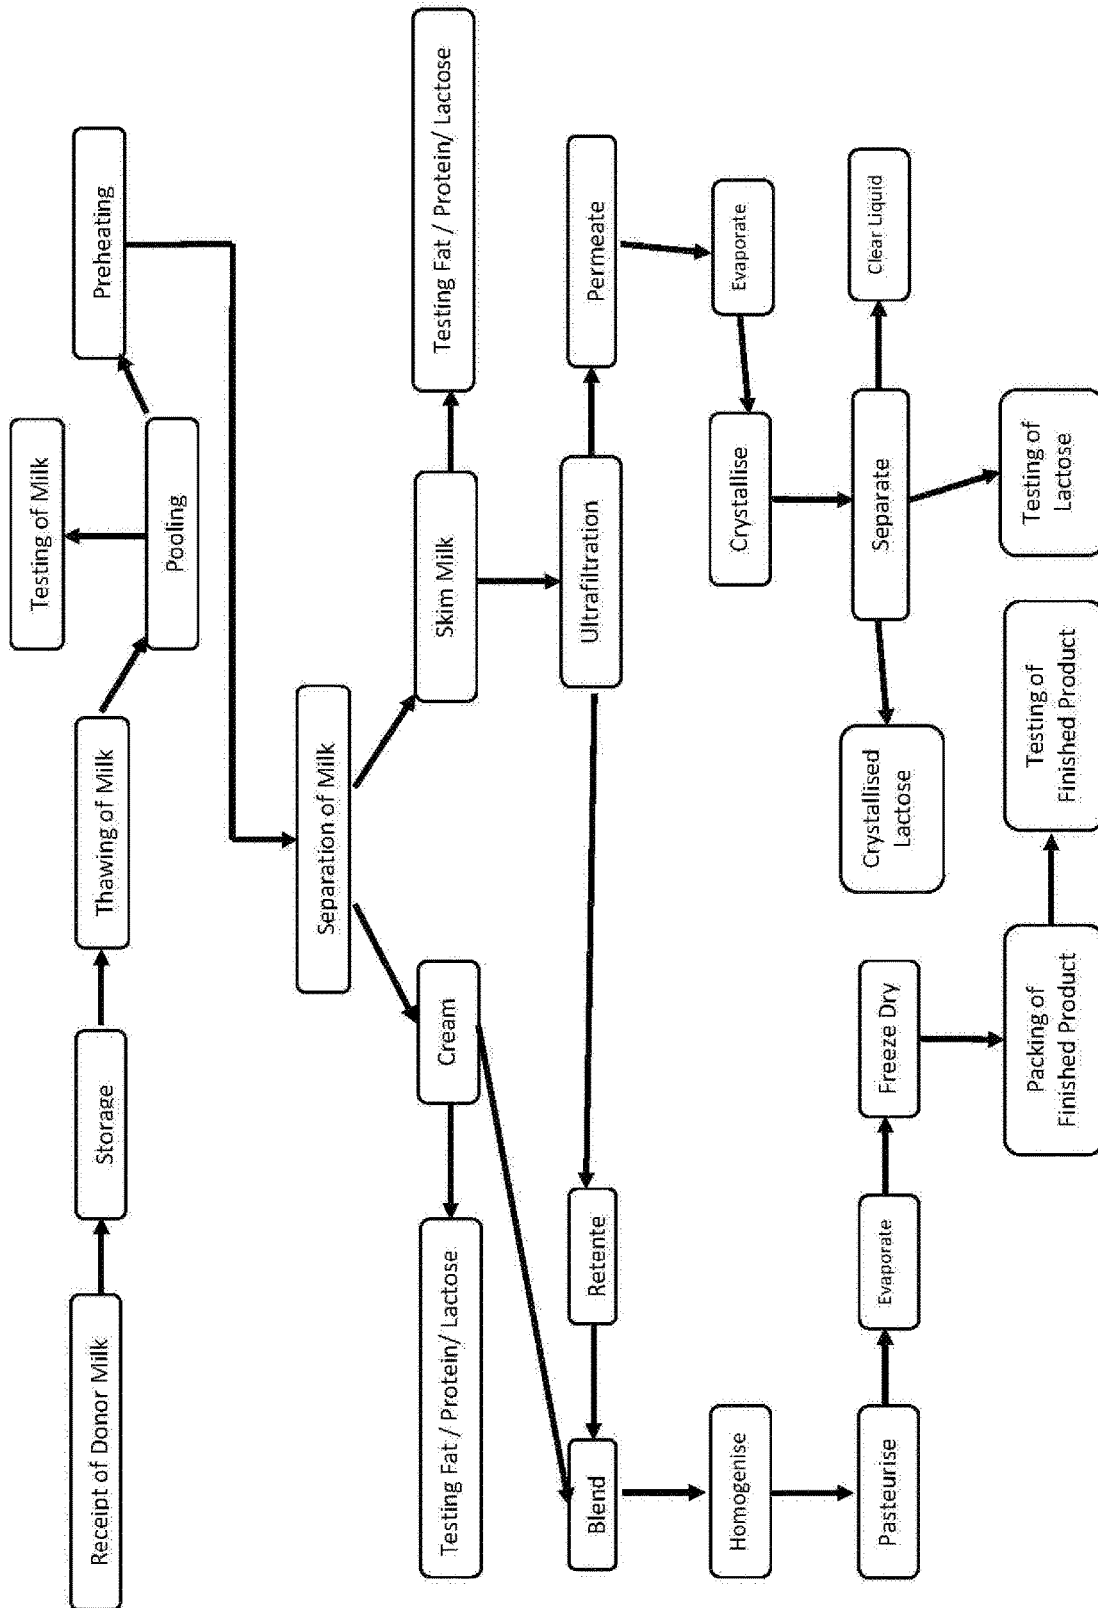 Receipt of Donor Milk
Storage
Thawing of Milk
Pooling
Testing of Milk
Preheating
Separation of Milk
Cream
Testing Fat / Protein/ Lactose
Skim Milk
Testing Fat / Protein/ Lactose
Blend
Retente
Ultrafiltration
Permeate
Homogenise
Crystallise
Evaporate
Pasteurise
Evaporate
Freeze Dry
Crystallised
Lactose
Separate
Clear Liquid
Packing of
Finished Product
Testing of
Finished Product
Testing of
Lactose